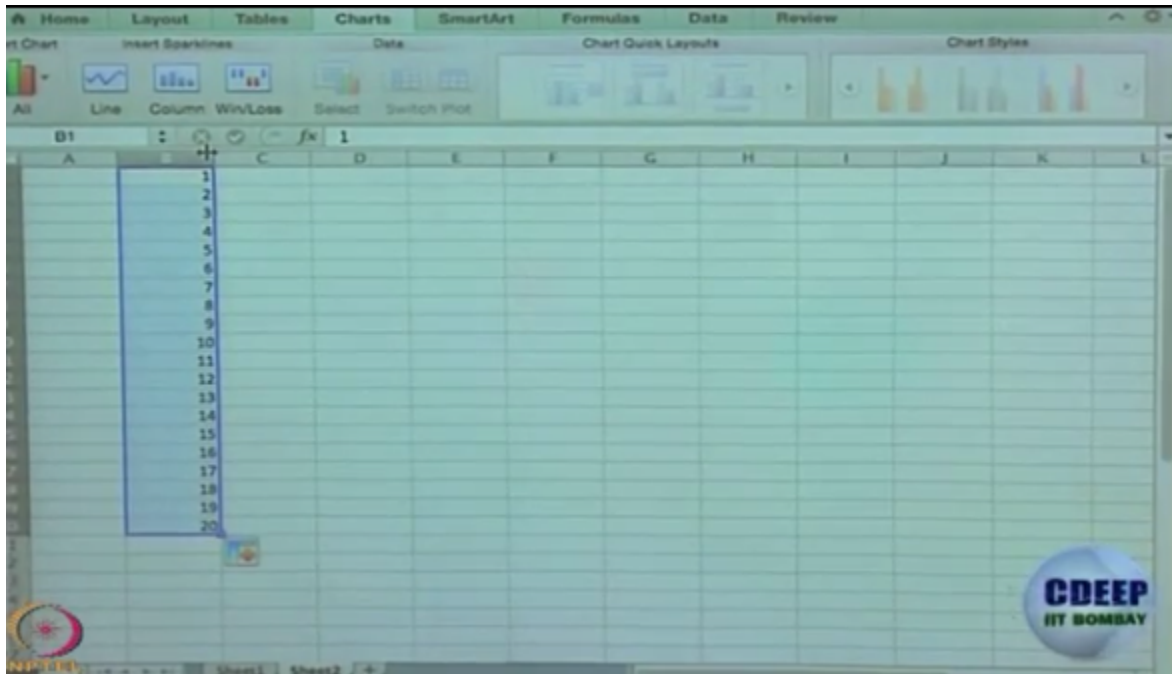 Home Layout Tables Charts SmartArt Formulas Data Review
rt Chart Insert Sparklines Data Chart Quick Layouts Chart Styles
All Line Column Win/Loss Select Switch Plot
B1 fx 1
A C D E F G H I J K L
1
2
3
4
5
6
7
8
9
10
11
12
13
14
15
16
17
18
19
20
CDEEP
IIT BOMBAY
NPTEL
Sheet1 Sheet2 +